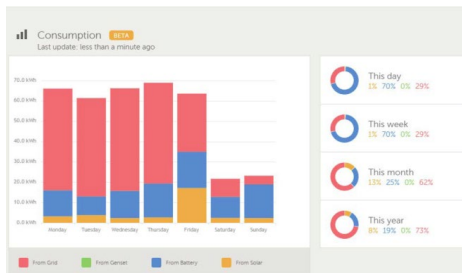 Consumption BETA
Last update: less than a minute ago
70.0 kWh
60.0 kWh
50.0 kWh
40.0 kWh
30.0 kWh
20.0 kWh
10.0 kWh
0.0 kWh
Monday Tuesday Wednesday Thursday Friday Saturday Sunday
From Grid From Genset From Battery From Solar
This day
1% 70% 0% 29%
This week
1% 70% 0% 29%
This month
13% 25% 0% 62%
This year
8% 19% 0% 73%